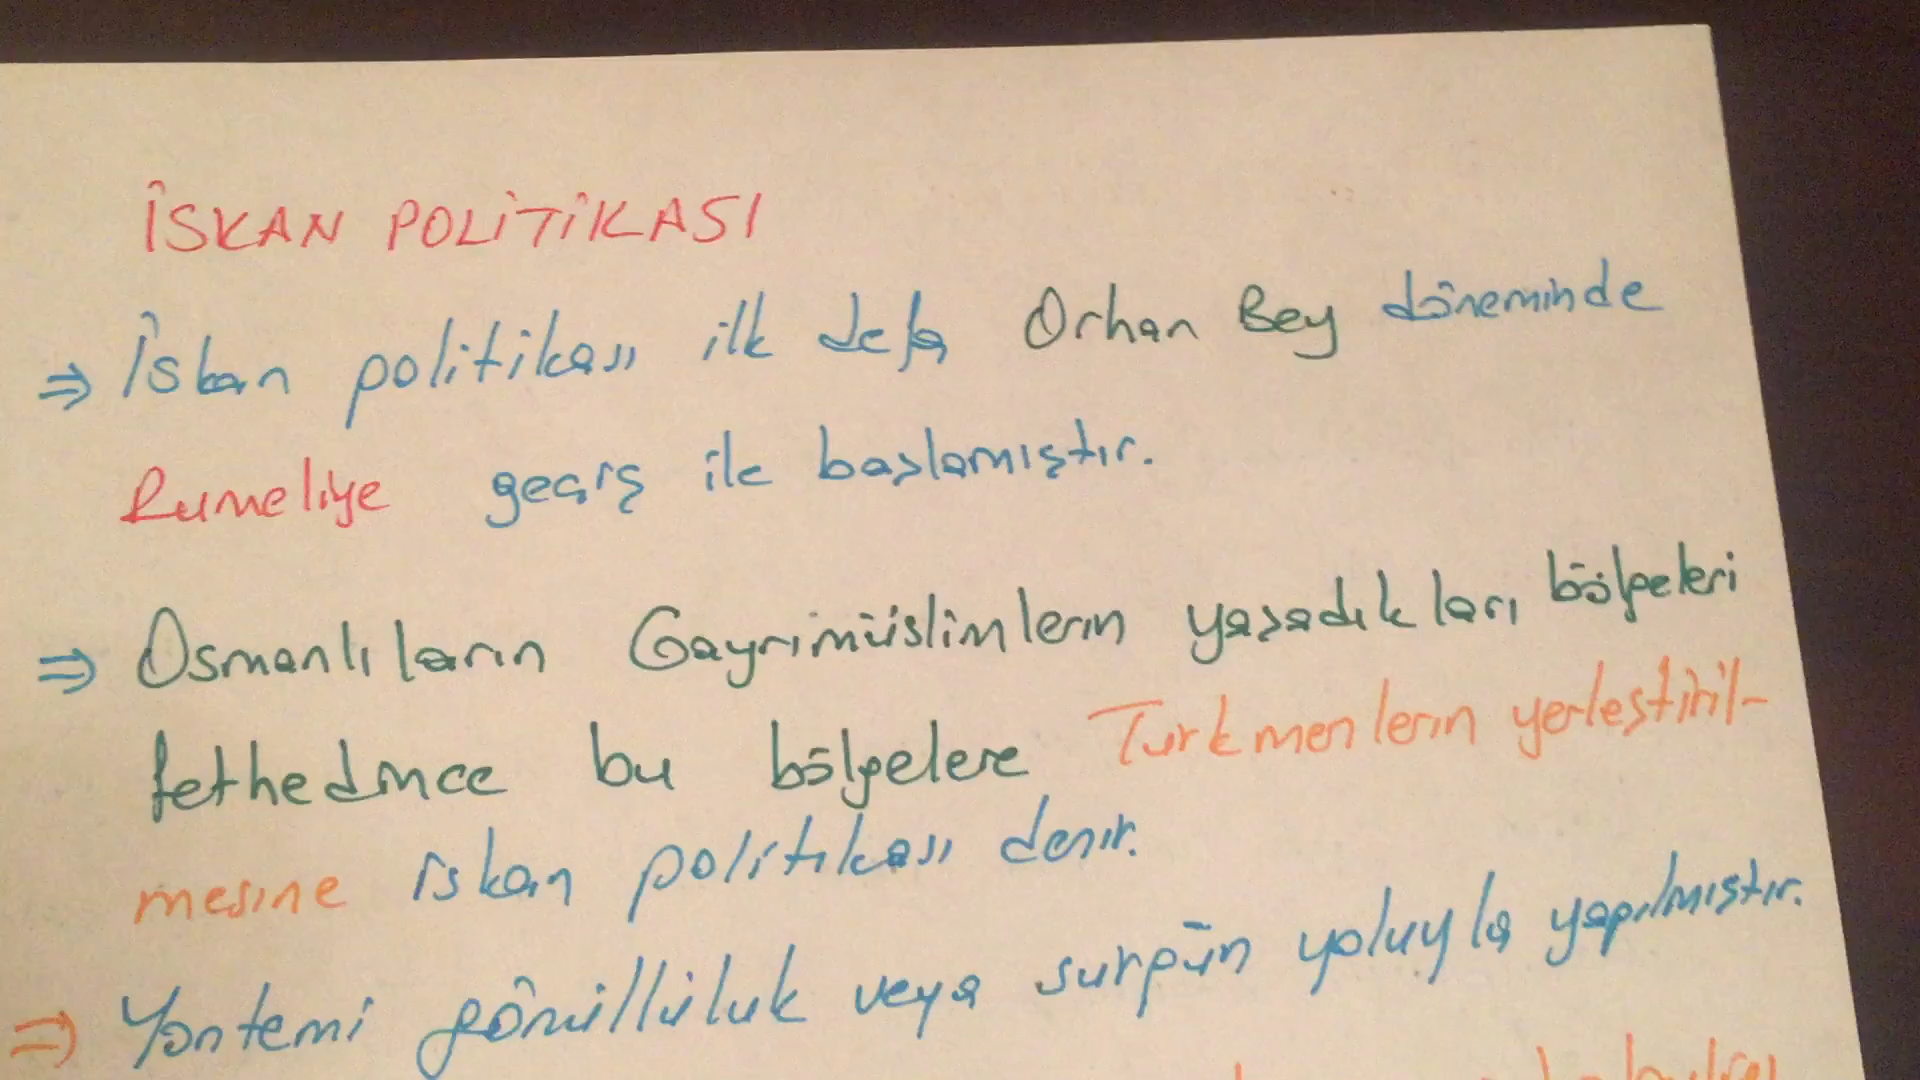 İSKAN POLİTİKASI
⇒ İskan politikası ilk defa Orhan Bey döneminde
Rumeliye geçiş ile başlamıştır.
⇒ Osmanlıların Gayrimüslimlerin yaşadıkları bölgeleri
fethedince bu bölgelere Türkmenlerin yerleştiril-
mesine iskan politikası denir.
⇒ Yöntemi gönüllülük veya sürgün yoluyla yapılmıştır.